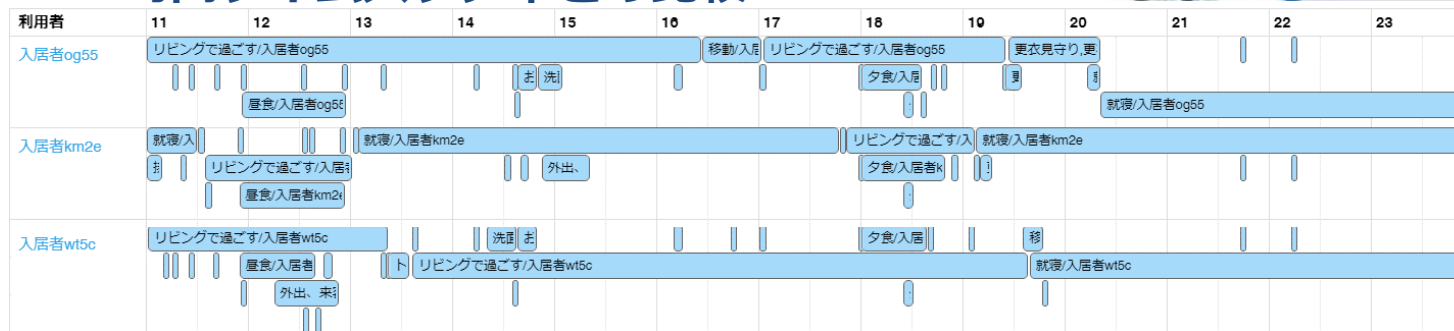 利用者 11 12 13 14 15 16 17 18 19 20 21 22 23
入居者og55
リビングで過ごす/入居者og55 移動/入居 リビングで過ごす/入居者og55 更衣見守り,更
お 洗面 夕食/入居 更
昼食/入居者og55 就寝/入居者og55
入居者km2e
就寝/入 就寝/入居者km2e リビングで過ごす/入 就寝/入居者km2e
リビングで過ごす/入居者 外出、 夕食/入居者k
昼食/入居者km2e
入居者wt5c
リビングで過ごす/入居者wt5c 洗面 お 夕食/入居 移
昼食/入居者 ト リビングで過ごす/入居者wt5c 就寝/入居者wt5c
外出、来